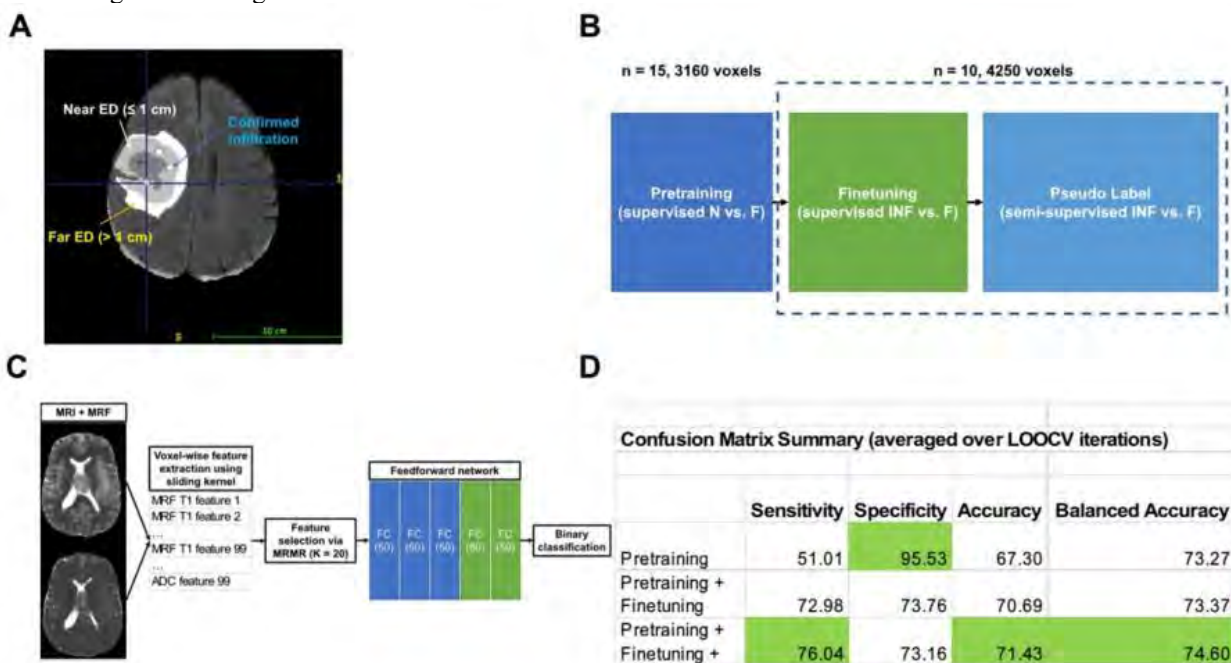 A
Near ED (≤ 1 cm)
Confirmed
Infiltration
Far ED (> 1 cm)
1
S
10 cm
B
n = 15, 3160 voxels
n = 10, 4250 voxels
Pretraining
(supervised N vs. F)
Finetuning
(supervised INF vs. F)
Pseudo Label
(semi-supervised INF vs. F)
C
MRI + MRF
Voxel-wise feature
extraction using
sliding kernel
MRF T1 feature 1
MRF T1 feature 2
...
MRF T1 feature 99
...
ADC feature 99
Feature
selection via
MRMR (K = 20)
Feedforward network
FC FC FC FC FC
(50) (50) (50) (50) (50)
Binary
classification
D
Confusion Matrix Summary (averaged over LOOCV iterations)
Sensitivity Specificity Accuracy Balanced Accuracy
Pretraining 51.01 95.53 67.30 73.27
Pretraining +
Finetuning 72.98 73.76 70.69 73.37
Pretraining +
Finetuning + 76.04 73.16 71.43 74.60